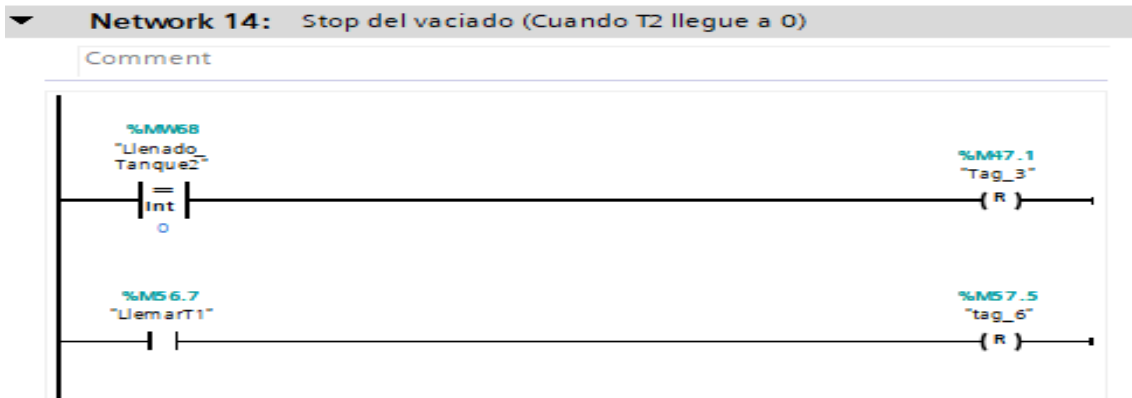 Network 14: Stop del vaciado (Cuando T2 llegue a 0)
Comment
%MW68
"Llenado_
Tanque2"
==
Int
0
%M47.1
"Tag_3"
( R )
%M56.7
"LlemarT1"
%M57.5
"tag_6"
( R )